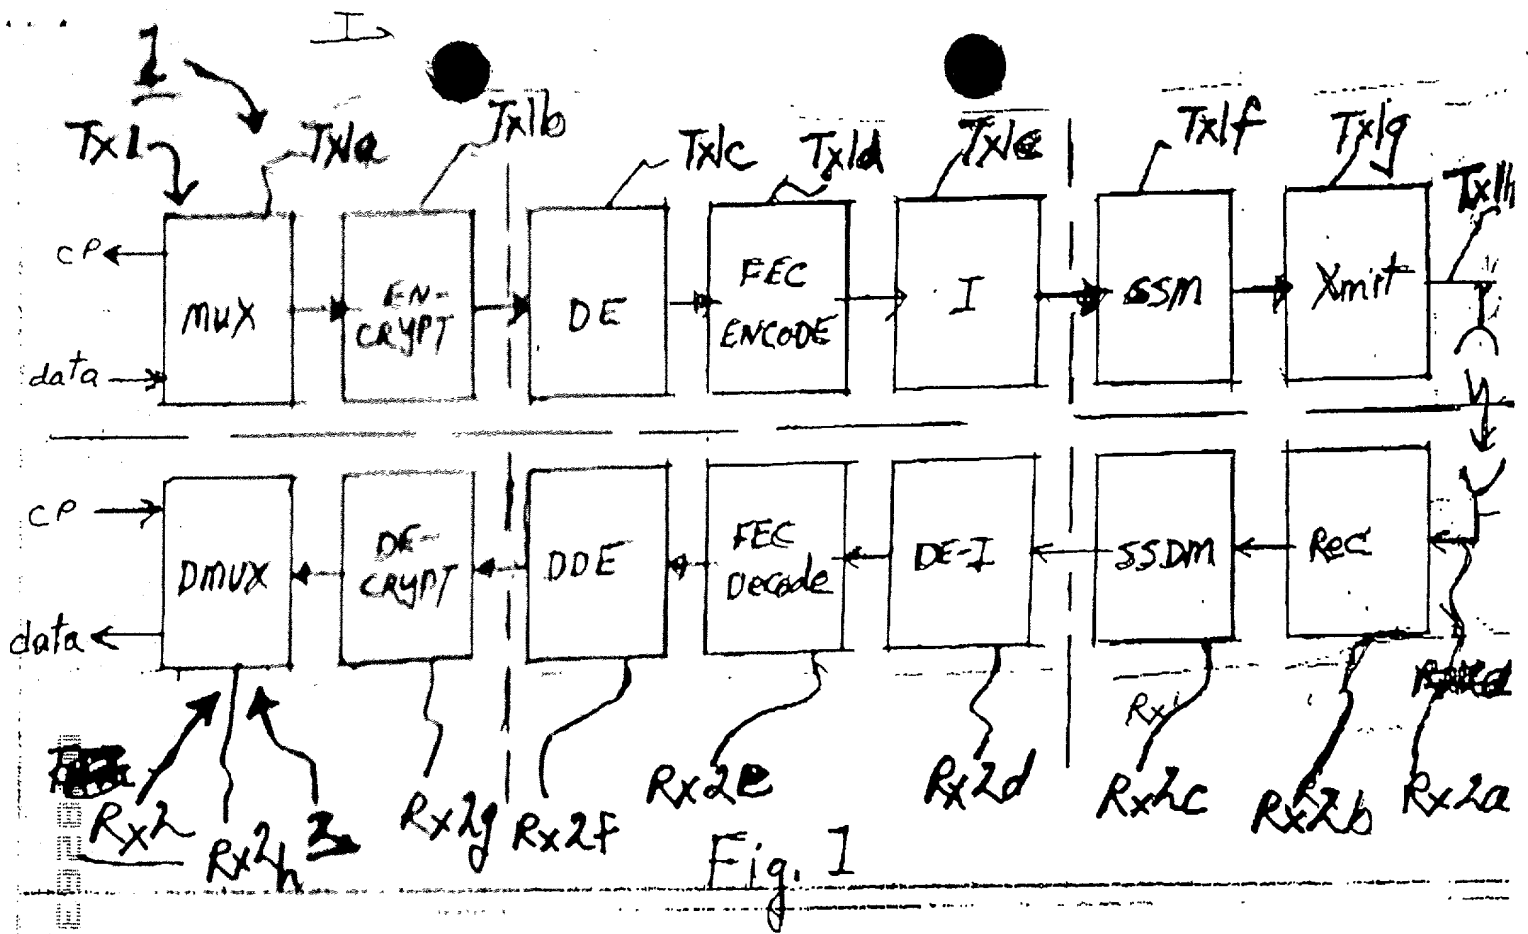 I
1
Tx1
Tx1a
Tx1b
Tx1c
Tx1d
Tx1e
Tx1f
Tx1g
Tx1h
CP
data
MUX
EN-
CRYPT
DE
FEC
ENCODE
I
SSM
Xmit
CP
data
DMUX
DE-
CRYPT
DDE
FEC
Decode
DE-I
SSDM
Rec
Rx2
Rx2h
2
Rx2g
Rx2f
Rx2e
Rx2d
Rx1
Rx2c
Rx2b
Rx2a
Fig. 1